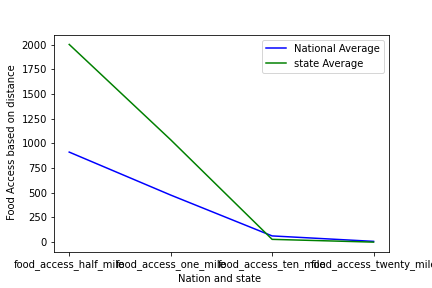 2000
1750
1500
1250
1000
750
500
250
0
Food Access based on distance
National Average
state Average
food_access_half_mile food_access_one_mile food_access_ten_mile food_access_twenty_mile
Nation and state